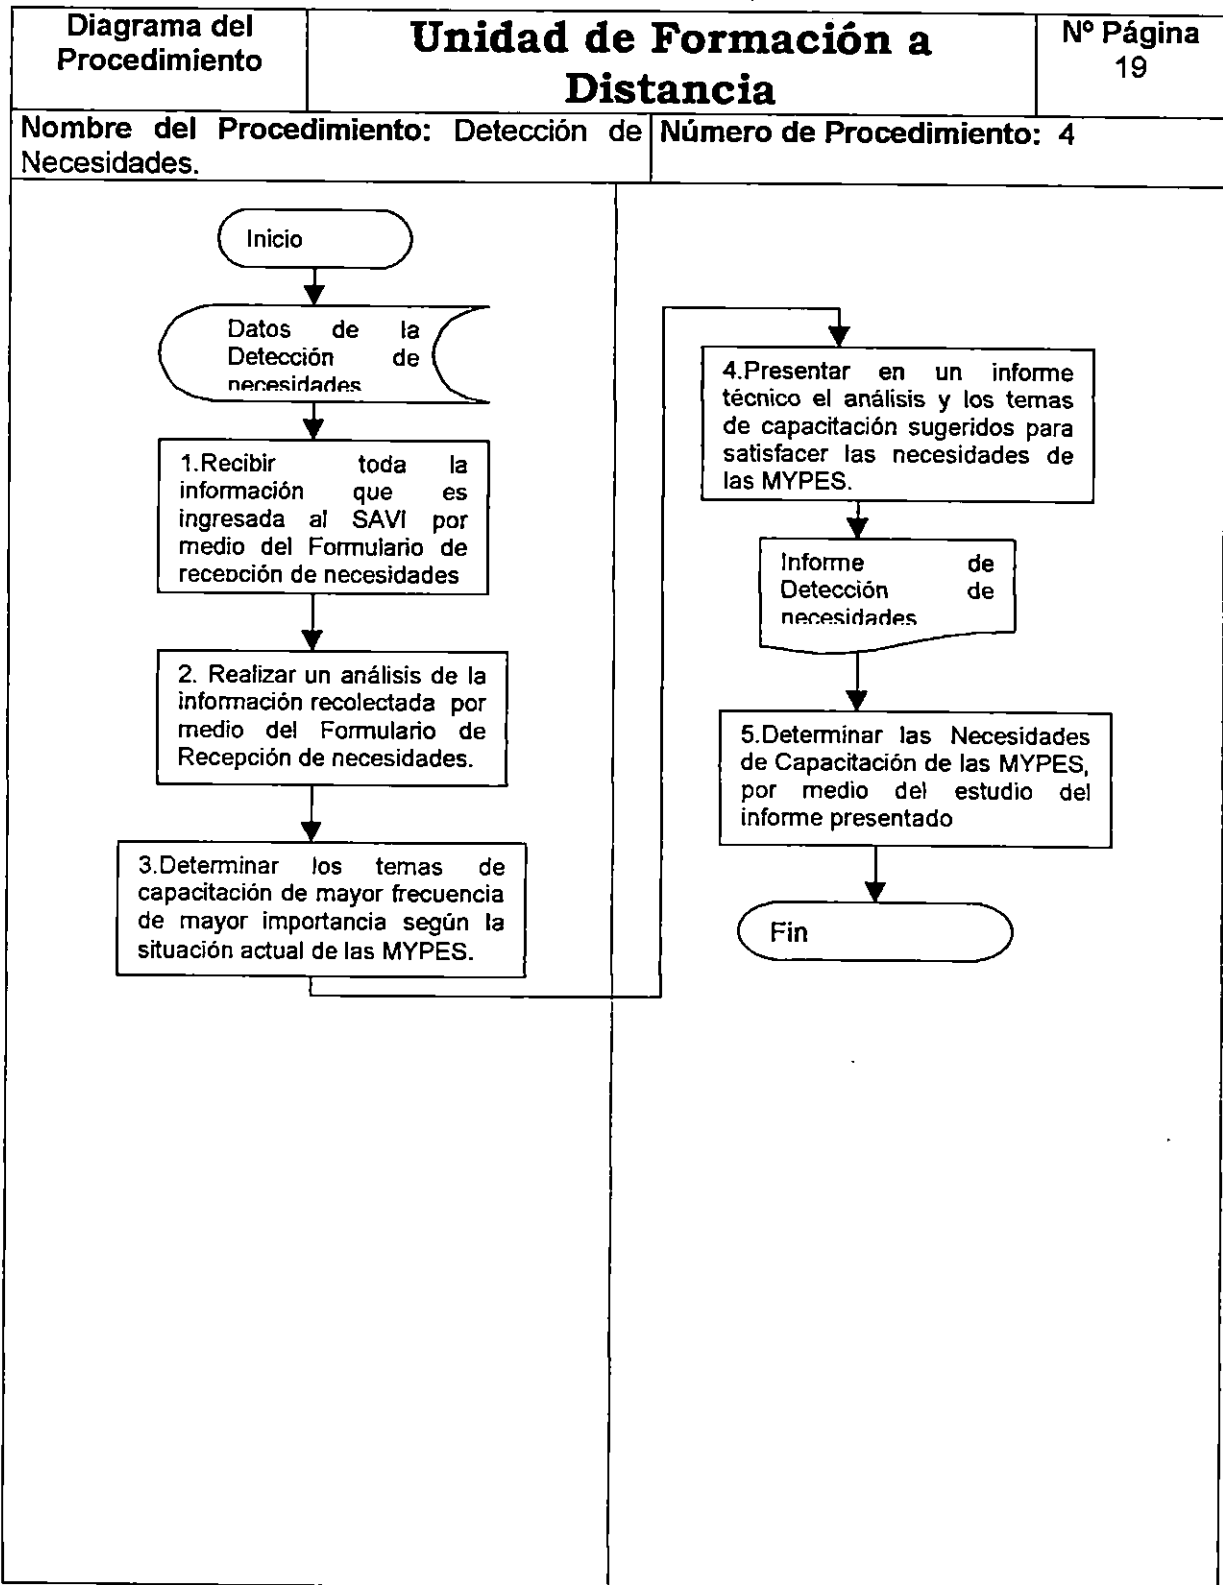 Diagrama del
Procedimiento
Unidad de Formación a
Distancia
Nº Página
19
Nombre del Procedimiento: Detección de
Necesidades.
Número de Procedimiento: 4
Inicio
Datos de la
Detección de
necesidades
1.Recibir toda la
información que es
ingresada al SAVI por
medio del Formulario de
recepción de necesidades
2. Realizar un análisis de la
información recolectada por
medio del Formulario de
Recepción de necesidades.
3.Determinar los temas de
capacitación de mayor frecuencia
de mayor importancia según la
situación actual de las MYPES.
4.Presentar en un informe
técnico el análisis y los temas
de capacitación sugeridos para
satisfacer las necesidades de
las MYPES.
Informe de
Detección de
necesidades
5.Determinar las Necesidades
de Capacitación de las MYPES,
por medio del estudio del
informe presentado
Fin